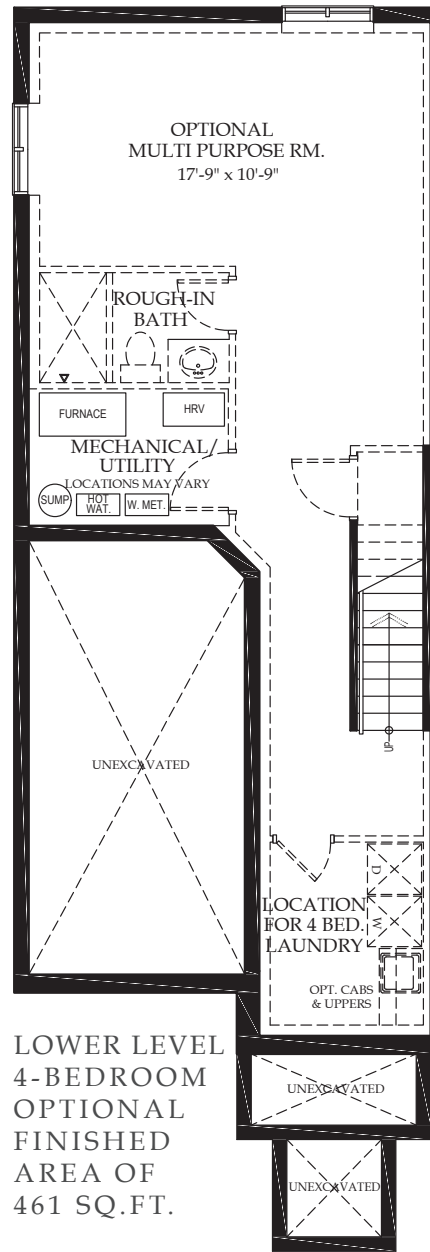 OPTIONAL
MULTI PURPOSE RM.
17'-9" x 10'-9"
ROUGH-IN
BATH
FURNACE
HRV
MECHANICAL/
UTILITY
LOCATIONS MAY VARY
SUMP
HOT
WAT.
W. MET.
UNEXCAVATED
UP
D
W
LOCATION
FOR 4 BED.
LAUNDRY
OPT. CABS
& UPPERS
LOWER LEVEL
4-BEDROOM
OPTIONAL
FINISHED
AREA OF
461 SQ.FT.
UNEXCAVATED
UNEXCAVATED